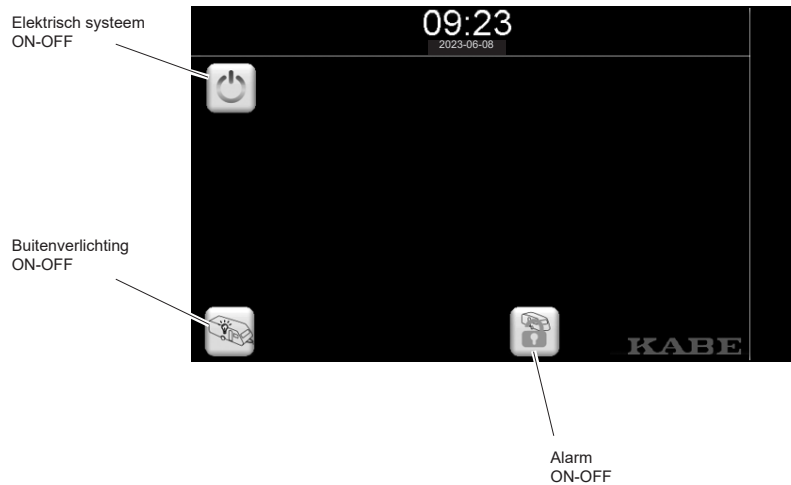 Elektrisch systeem
ON-OFF
09:23
2023-06-08
Buitenverlichting
ON-OFF
KABE
Alarm
ON-OFF